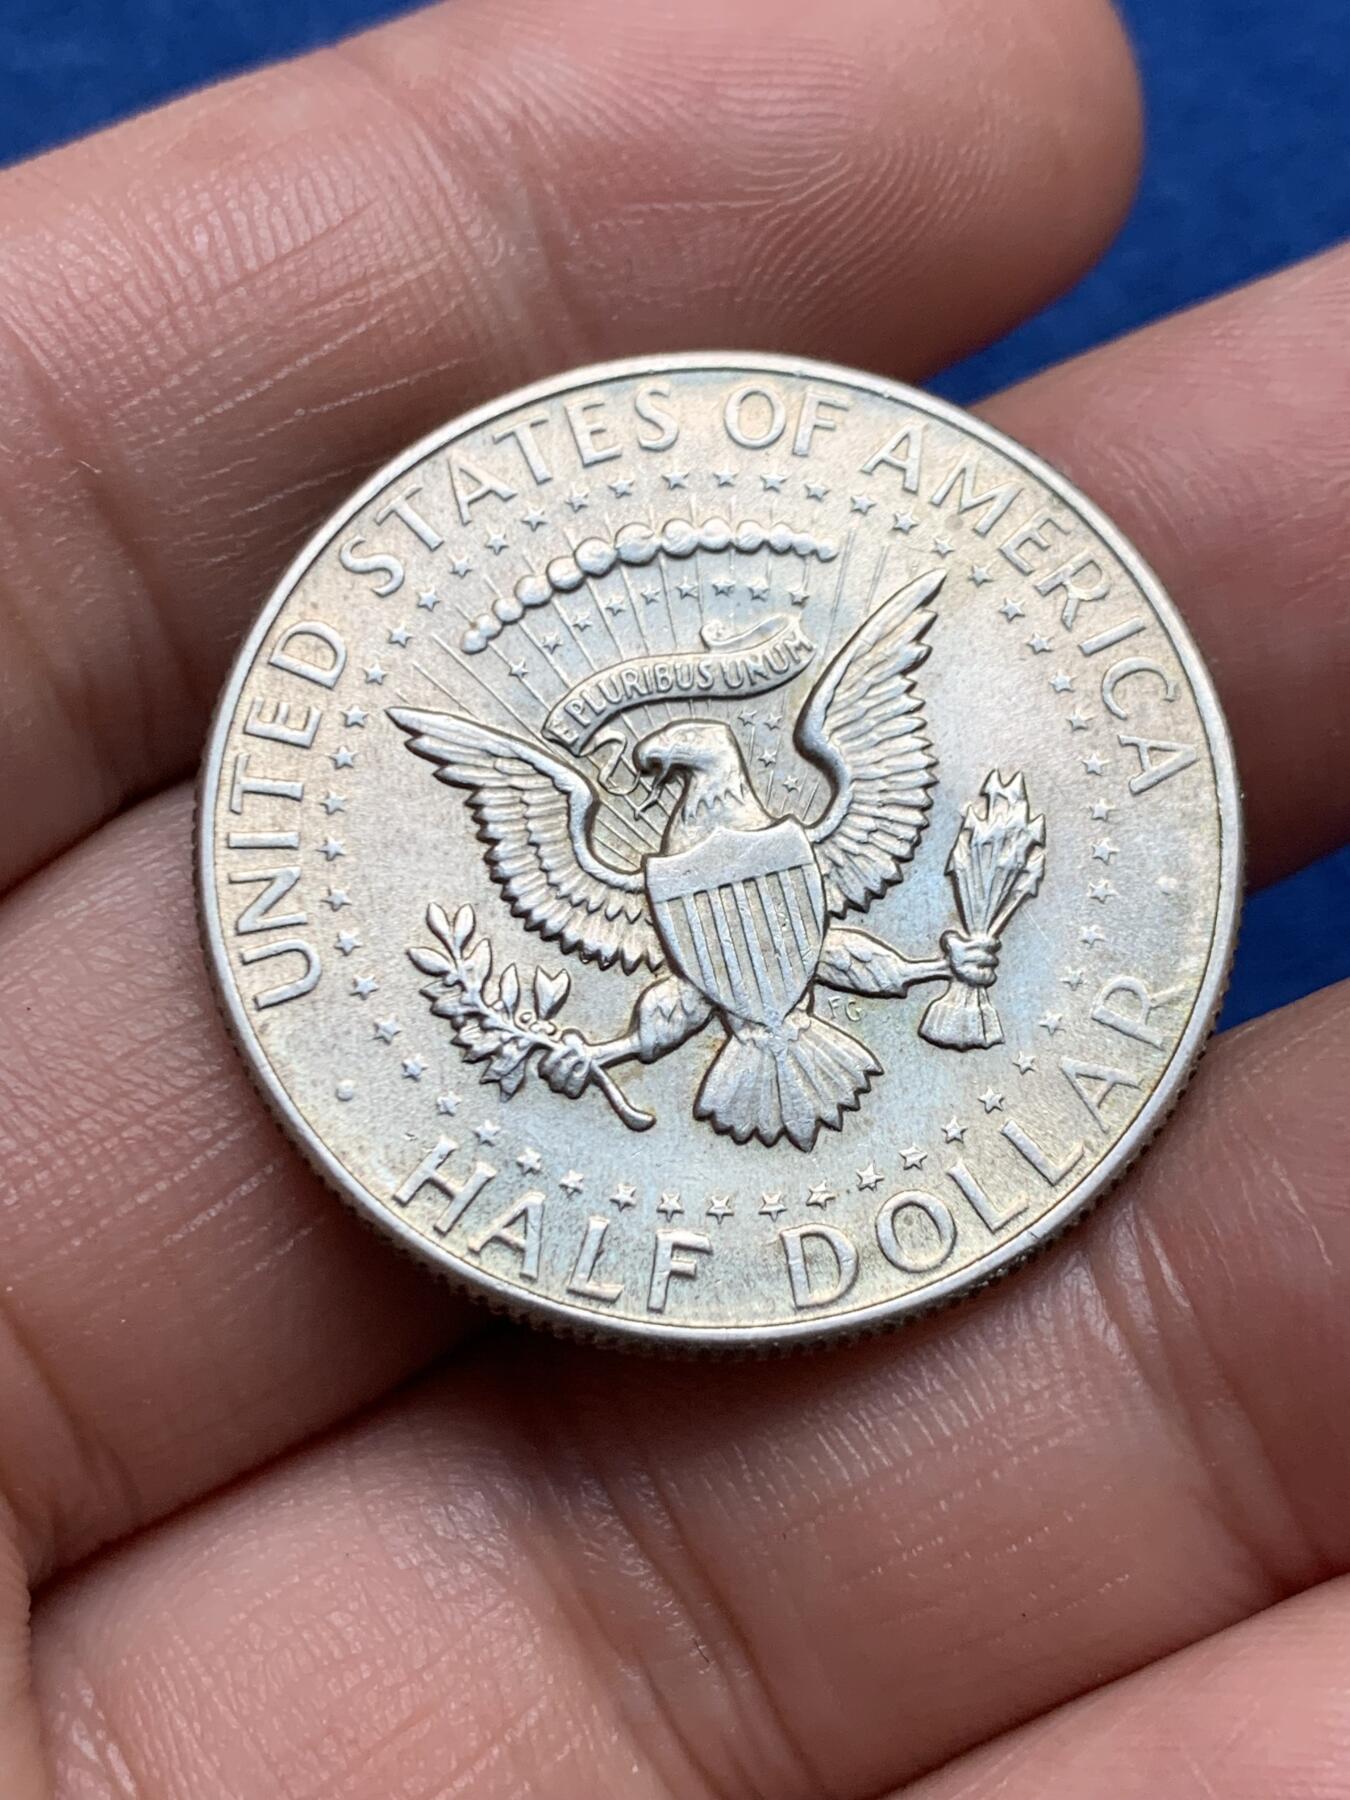 UNITED STATES OF AMERICA
E PLURIBUS UNUM
FG
HALF DOLLAR